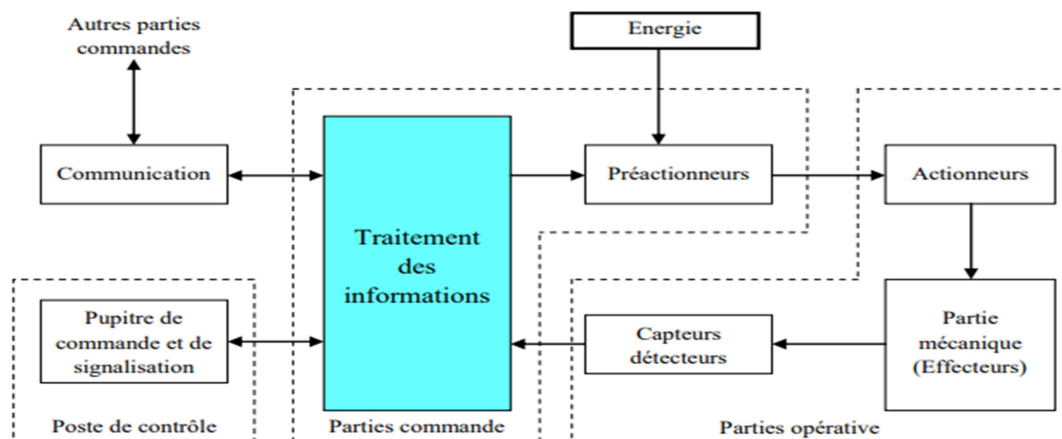 Autres parties
commandes
Energie
Communication
Préactionneurs
Actionneurs
Traitement
des
informations
Pupitre de
commande et de
signalisation
Capteurs
détecteurs
Partie
mécanique
(Effecteurs)
Poste de contrôle
Parties commande
Parties opérative